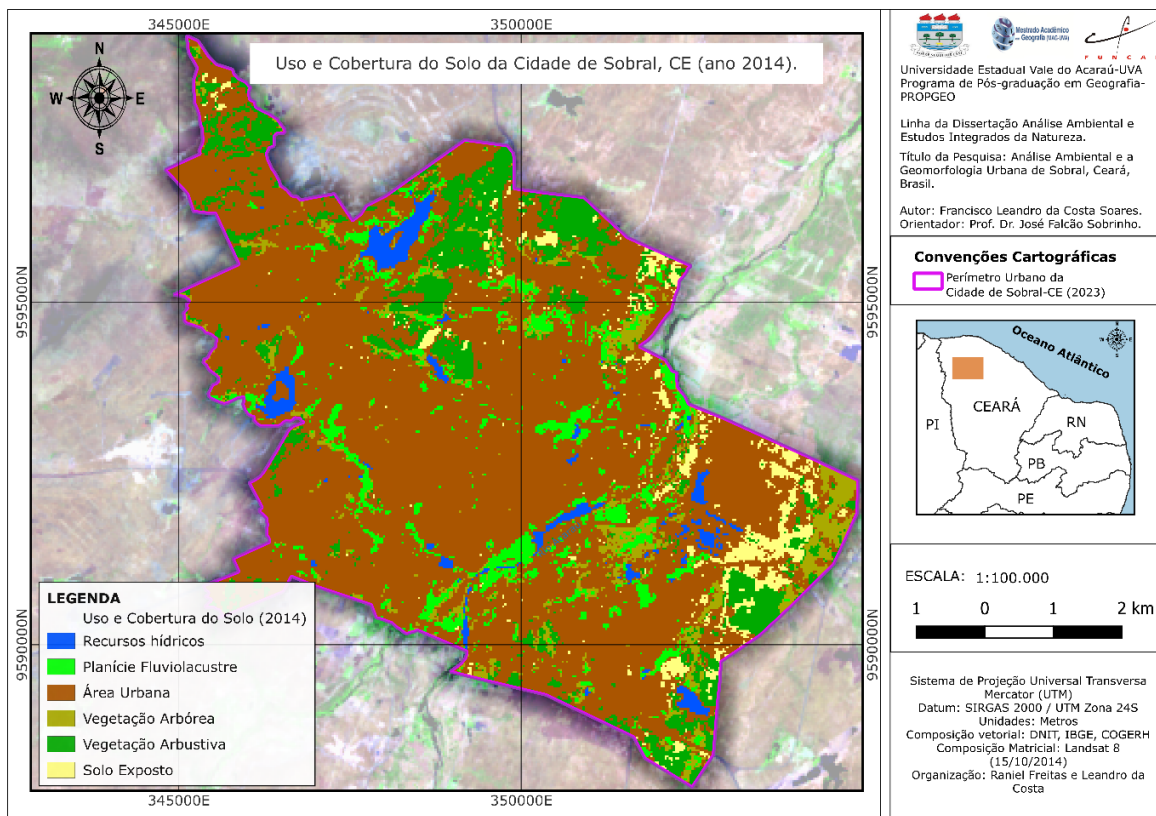 345000E
350000E
Uso e Cobertura do Solo da Cidade de Sobral, CE (ano 2014).
N
W
E
S
9595000N
9595000N
9590000N
9590000N
LEGENDA
Uso e Cobertura do Solo (2014)
Recursos hídricos
Planície Fluviolacustre
Área Urbana
Vegetação Arbórea
Vegetação Arbustiva
Solo Exposto
345000E
350000E
Mestrado Acadêmico
Geografia (MAG-UVA)
FUNCAP
Universidade Estadual Vale do Acaraú-UVA
Programa de Pós-graduação em Geografia-
PROPGEO
Linha da Dissertação Análise Ambiental e
Estudos Integrados da Natureza.
Título da Pesquisa: Análise Ambiental e a
Geomorfologia Urbana de Sobral, Ceará,
Brasil.
Autor: Francisco Leandro da Costa Soares.
Orientador: Prof. Dr. José Falcão Sobrinho.
Convenções Cartográficas
Perímetro Urbano da
Cidade de Sobral-CE (2023)
Oceano Atlântico
N
W
E
S
CEARÁ
PI
RN
PB
PE
ESCALA: 1:100.000
1 0 1 2 km
Sistema de Projeção Universal Transversa
Mercator (UTM)
Datum: SIRGAS 2000 / UTM Zona 24S
Unidades: Metros
Composição vetorial: DNIT, IBGE, COGERH
Composição Matricial: Landsat 8
(15/10/2014)
Organização: Raniel Freitas e Leandro da
Costa